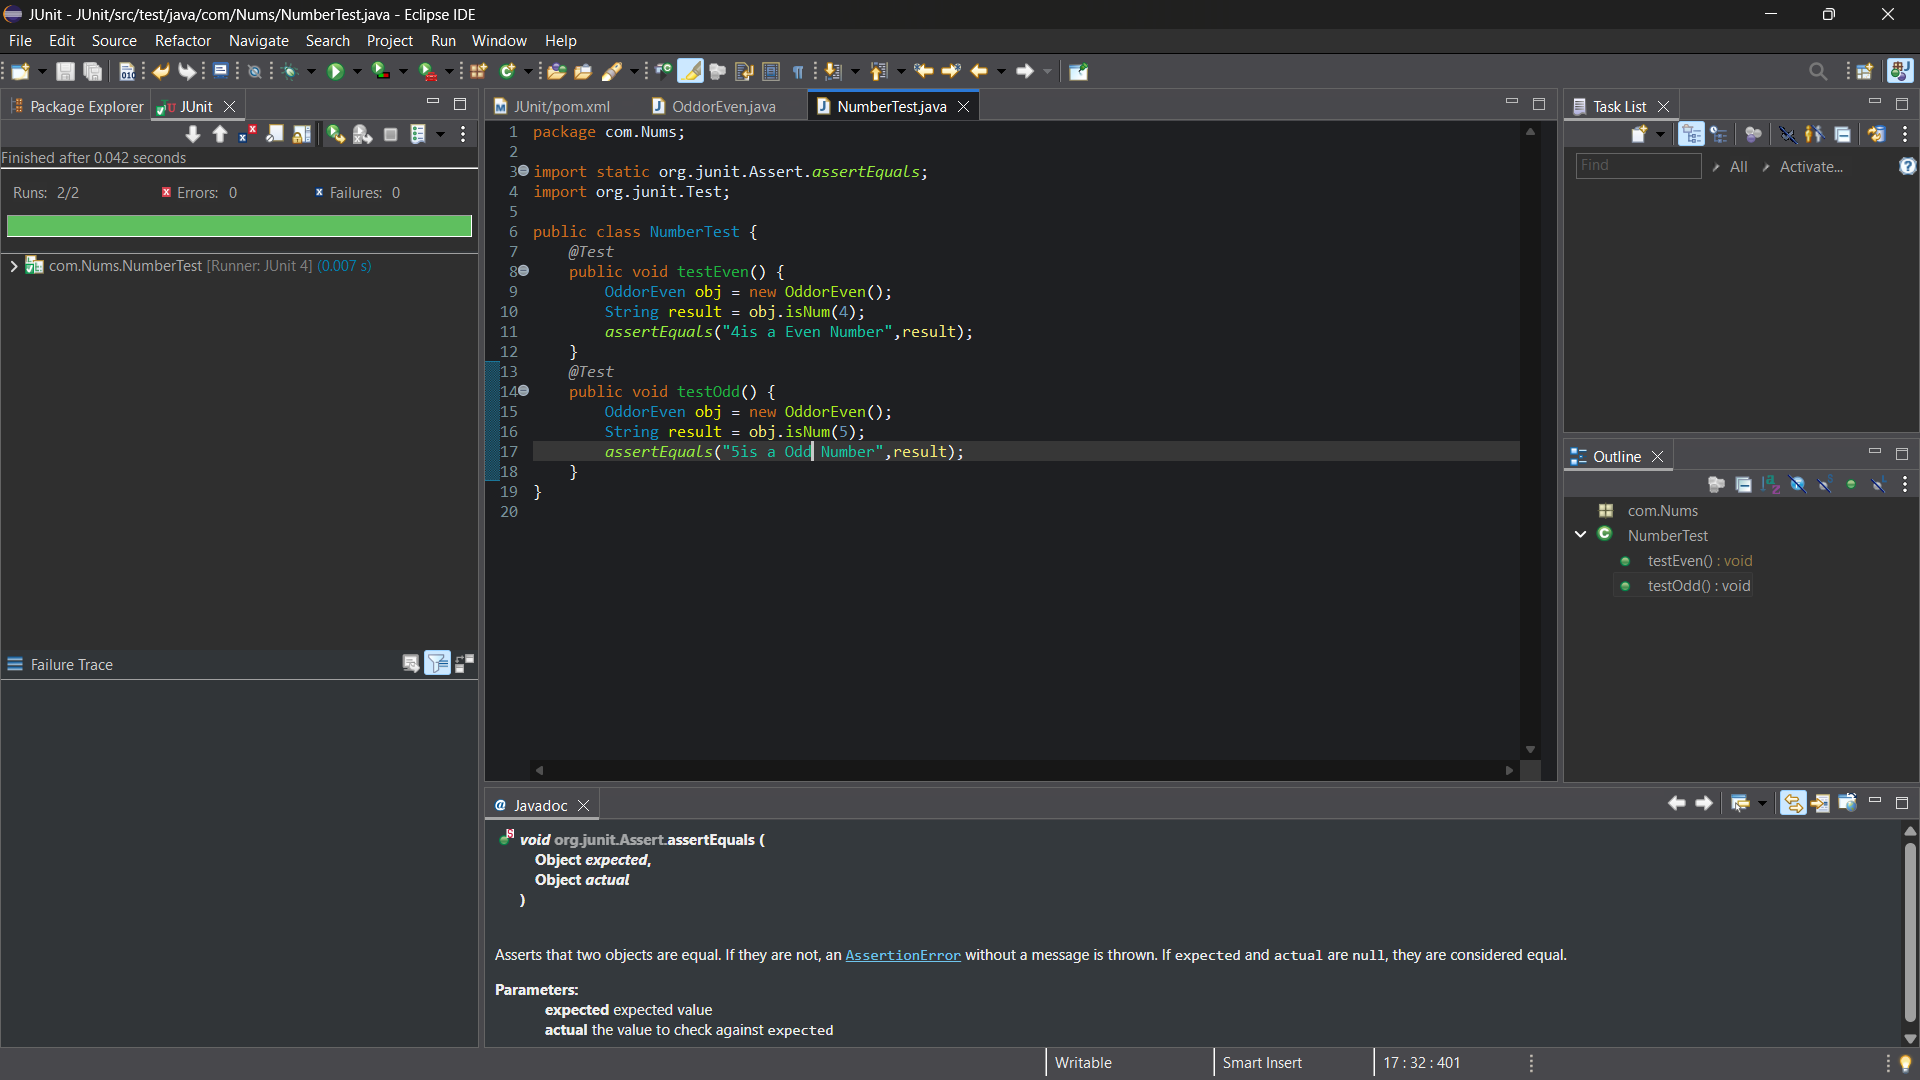 JUnit - JUnit/src/test/java/com/Nums/NumberTest.java - Eclipse IDE
File Edit Source Refactor Navigate Search Project Run Window Help
Package Explorer JUnit
Finished after 0.042 seconds
Runs: 2/2 Errors: 0 Failures: 0
com.Nums.NumberTest [Runner: JUnit 4] (0.007 s)
Failure Trace
JUnit/pom.xml OddorEven.java NumberTest.java
1 package com.Nums;
2
3 import static org.junit.Assert.assertEquals;
4 import org.junit.Test;
5
6 public class NumberTest {
7 @Test
8 public void testEven() {
9 OddorEven obj = new OddorEven();
10 String result = obj.isNum(4);
11 assertEquals("4is a Even Number",result);
12 }
13 @Test
14 public void testOdd() {
15 OddorEven obj = new OddorEven();
16 String result = obj.isNum(5);
17 assertEquals("5is a Odd Number",result);
18 }
19 }
20
Task List
Find All Activate...
Outline
com.Nums
NumberTest
testEven() : void
testOdd() : void
@ Javadoc
void org.junit.Assert.assertEquals (
Object expected,
Object actual
)
Asserts that two objects are equal. If they are not, an AssertionError without a message is thrown. If expected and actual are null, they are considered equal.
Parameters:
expected expected value
actual the value to check against expected
Writable Smart Insert 17 : 32 : 401